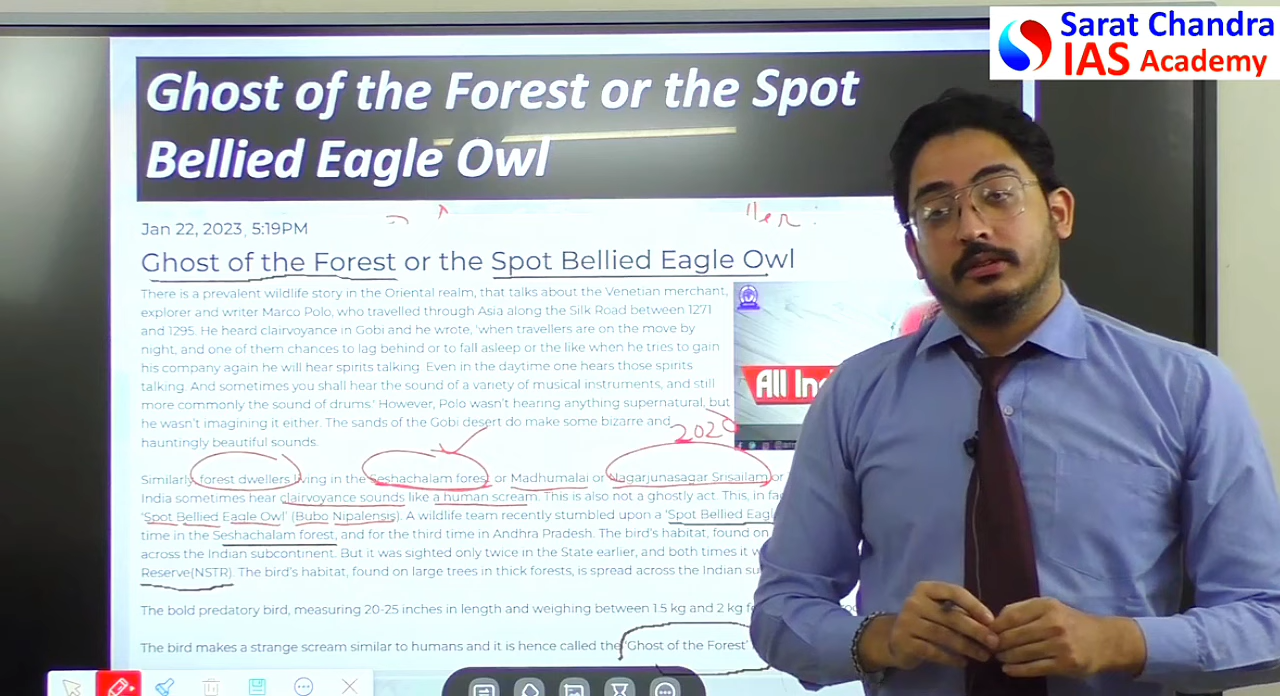 Sarat Chandra
IAS Academy
Ghost of the Forest or the Spot
Bellied Eagle Owl
Jan 22, 2023, 5:19PM
Ghost of the Forest or the Spot Bellied Eagle Owl
There is a prevalent wildlife story in the Oriental realm, that talks about the Venetian merchant,
explorer and writer Marco Polo, who travelled through Asia along the Silk Road between 1271
and 1295. He heard clairvoyance in Gobi and he wrote, 'when travellers are on the move by
night, and one of them chances to lag behind or to fall asleep or the like when he tries to gain
his company again he will hear spirits talking. Even in the daytime one hears those spirits
talking. And sometimes you shall hear the sound of a variety of musical instruments, and still
more commonly the sound of drums.' However, Polo wasn't hearing anything supernatural, but
he wasn't imagining it either. The sands of the Gobi desert do make some bizarre and
hauntingly beautiful sounds.
All Ind
2020
Similarly forest dwellers living in the Seshachalam forest or Madhumalai or Nagarjunasagar Srisailam or
India sometimes hear clairvoyance sounds like a human scream. This is also not a ghostly act. This, in
'Spot Bellied Eagle Owl' (Bubo Nipalensis). A wildlife team recently stumbled upon a 'Spot Bellied Eagl
time in the Seshachalam forest, and for the third time in Andhra Pradesh. The bird's habitat, found on
across the Indian subcontinent. But it was sighted only twice in the State earlier, and both times it w
Reserve(NSTR). The bird's habitat, found on large trees in thick forests, is spread across the Indian
The bold predatory bird, measuring 20-25 inches in length and weighing between 1.5 kg and 2 kg
The bird makes a strange scream similar to humans and it is hence called the 'Ghost of the Forest'